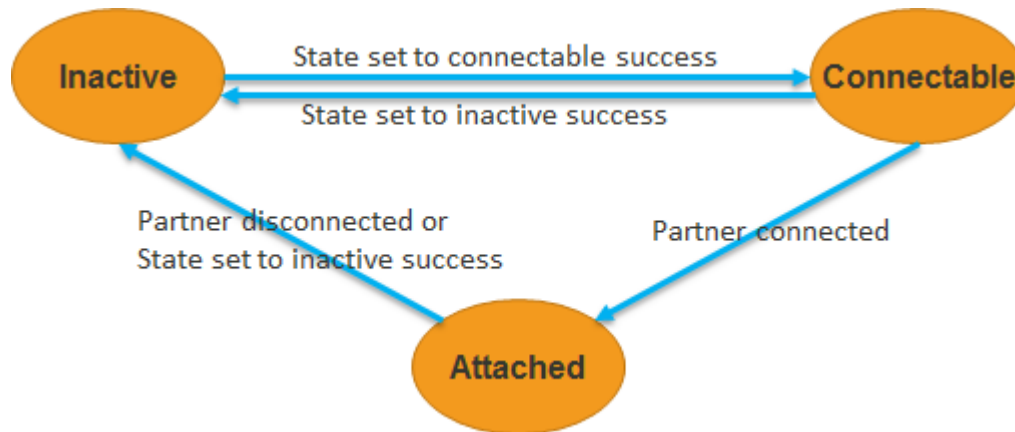 Inactive
State set to connectable success
Connectable
State set to inactive success
Partner disconnected or
State set to inactive success
Partner connected
Attached